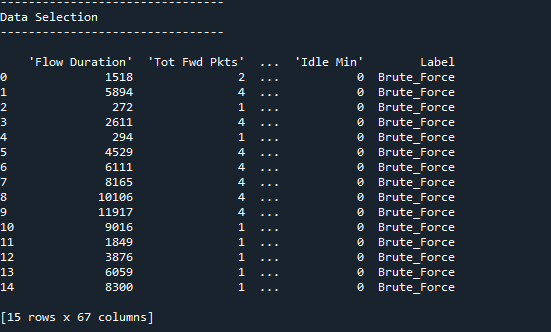 --------------------------------
Data Selection
--------------------------------
'Flow Duration' 'Tot Fwd Pkts' ... 'Idle Min' Label
0 1518 2 ... 0 Brute_Force
1 5894 4 ... 0 Brute_Force
2 272 1 ... 0 Brute_Force
3 2611 4 ... 0 Brute_Force
4 294 1 ... 0 Brute_Force
5 4529 4 ... 0 Brute_Force
6 6111 4 ... 0 Brute_Force
7 8165 4 ... 0 Brute_Force
8 10106 4 ... 0 Brute_Force
9 11917 4 ... 0 Brute_Force
10 9016 1 ... 0 Brute_Force
11 1849 1 ... 0 Brute_Force
12 3876 1 ... 0 Brute_Force
13 6059 1 ... 0 Brute_Force
14 8300 1 ... 0 Brute_Force
[15 rows x 67 columns]